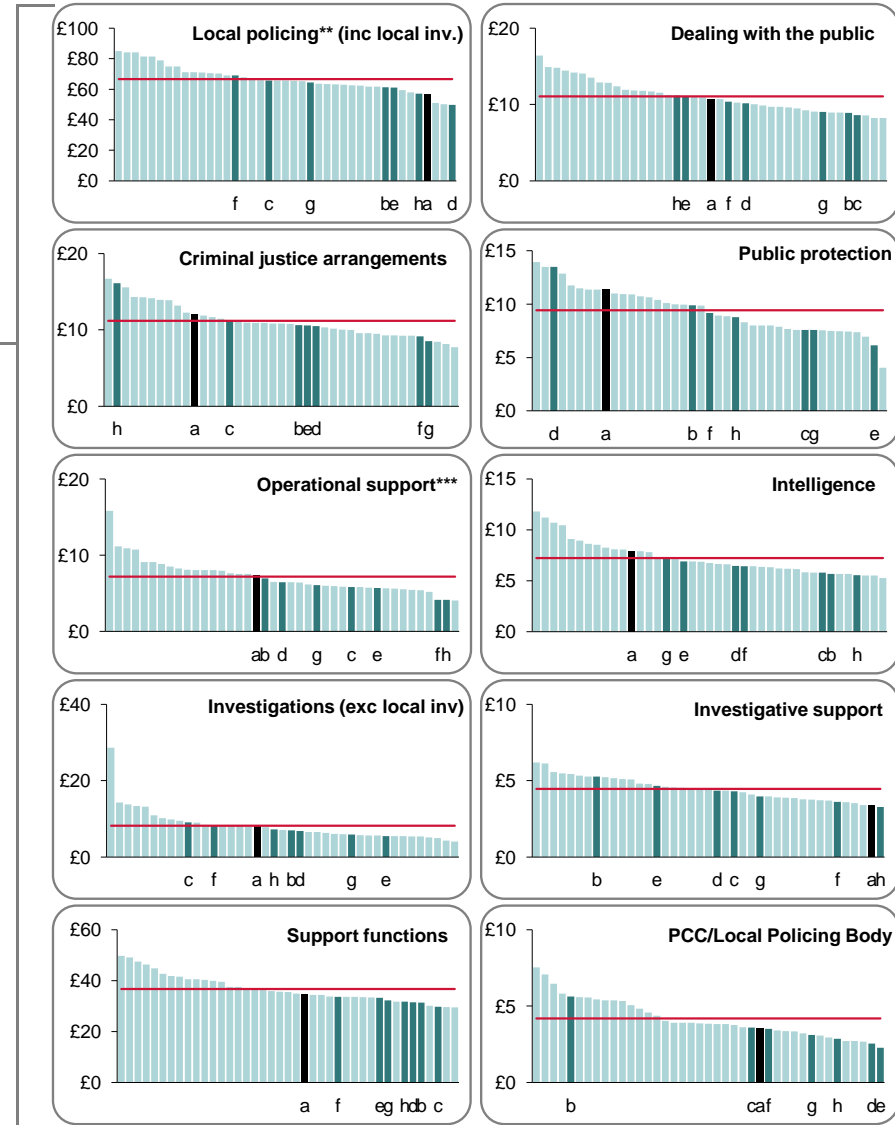 Local policing** (inc local inv.)
£100
£80
£60
£40
£20
£0
f c g be ha d
Dealing with the public
£20
£10
£0
he a f d g bc
Criminal justice arrangements
£20
£10
£0
h a c bed fg
Public protection
£15
£10
£5
£0
d a b f h cg e
Operational support***
£20
£10
£0
ab d g c e fh
Intelligence
£15
£10
£5
£0
a g e df cb h
Investigations (exc local inv)
£40
£20
£0
c f a h bd g e
Investigative support
£10
£5
£0
b e d c g f ah
Support functions
£60
£40
£20
£0
a f eg hdb c
PCC/Local Policing Body
£10
£5
£0
b caf g h de